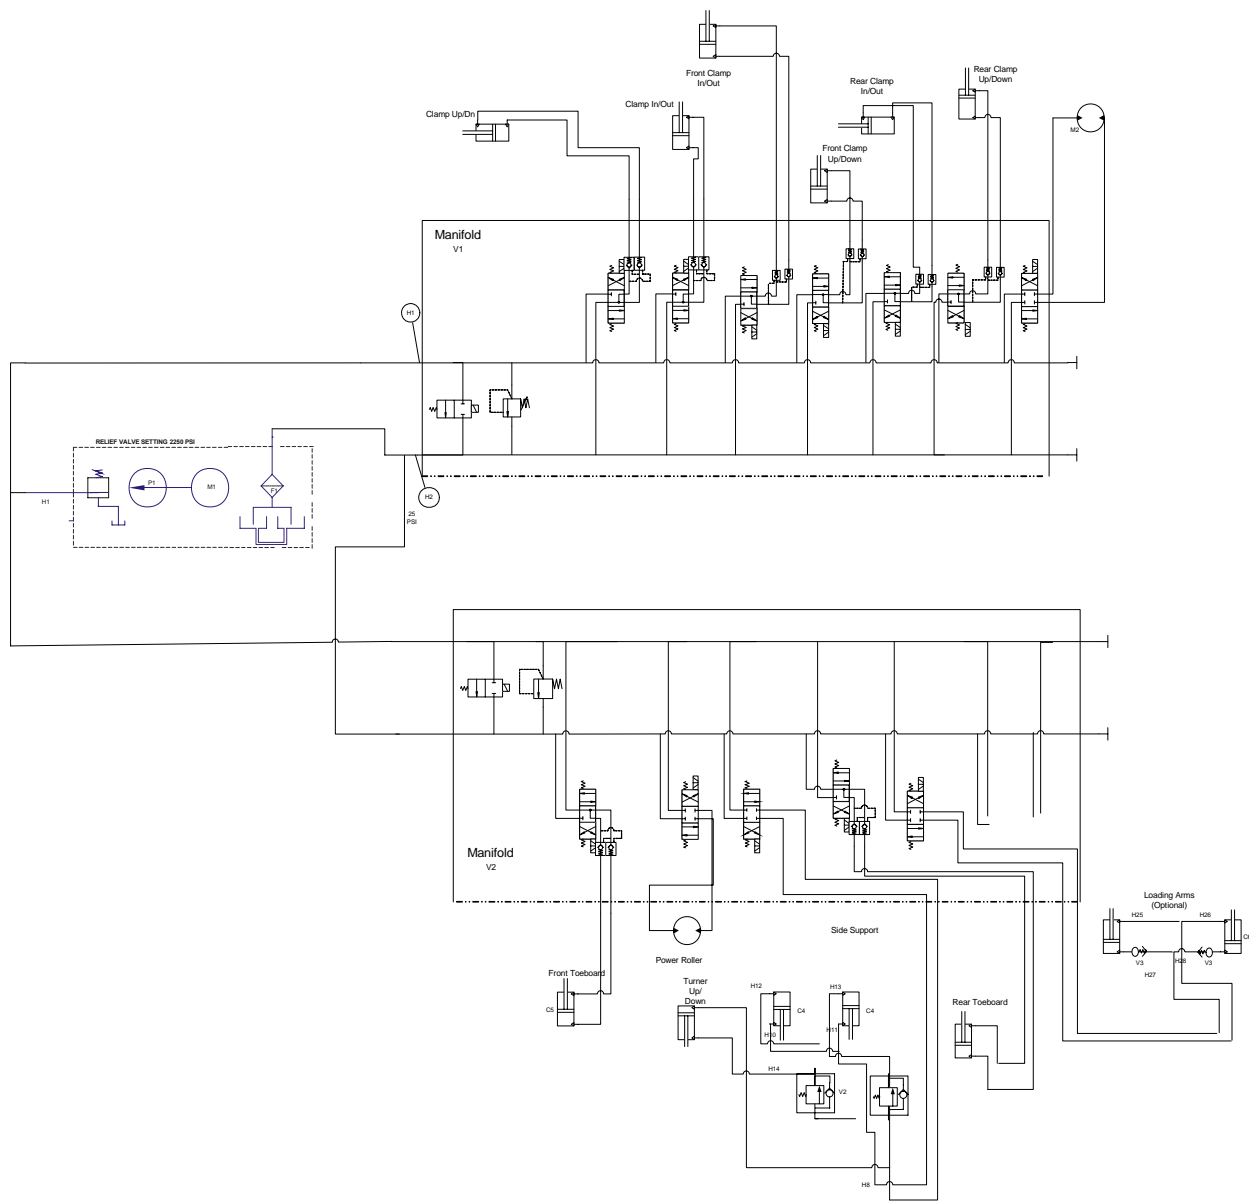 Front Clamp
In/Out
Rear Clamp
Up/Down
Rear Clamp
In/Out
Clamp In/Out
Clamp Up/Dn
M2
Front Clamp
Up/Down
Manifold
V1
H1
RELIEF VALVE SETTING 2250 PSI
P1
M1
F1
H1
H2
25
PSI
Manifold
V2
Loading Arms
(Optional)
H25
H26
V3
H28
V3
H27
Side Support
Power Roller
Front Toeboard
C5
Turner
Up/
Down
H12
H13
C4
C4
H10
H11
Rear Toeboard
H14
V2
H8